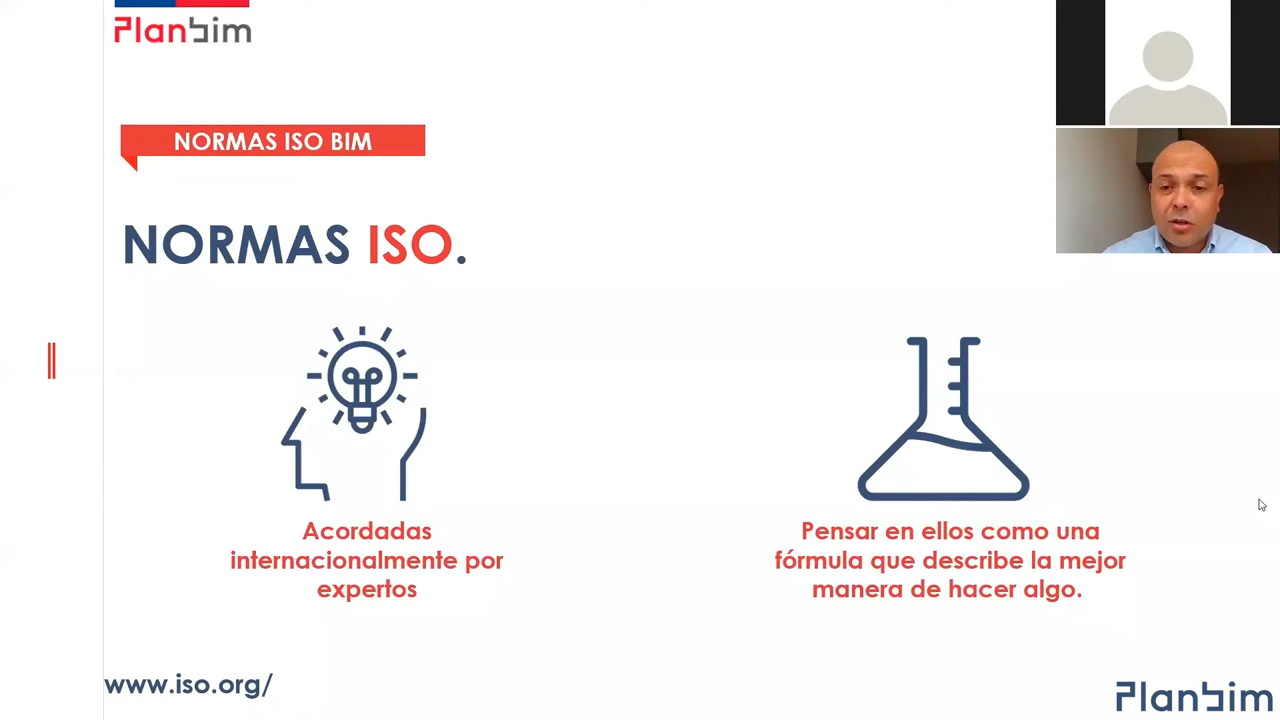 Planbim
NORMAS ISO BIM
NORMAS ISO.
Acordadas
internacionalmente por
expertos
Pensar en ellos como una
fórmula que describe la mejor
manera de hacer algo.
www.iso.org/
Planbim